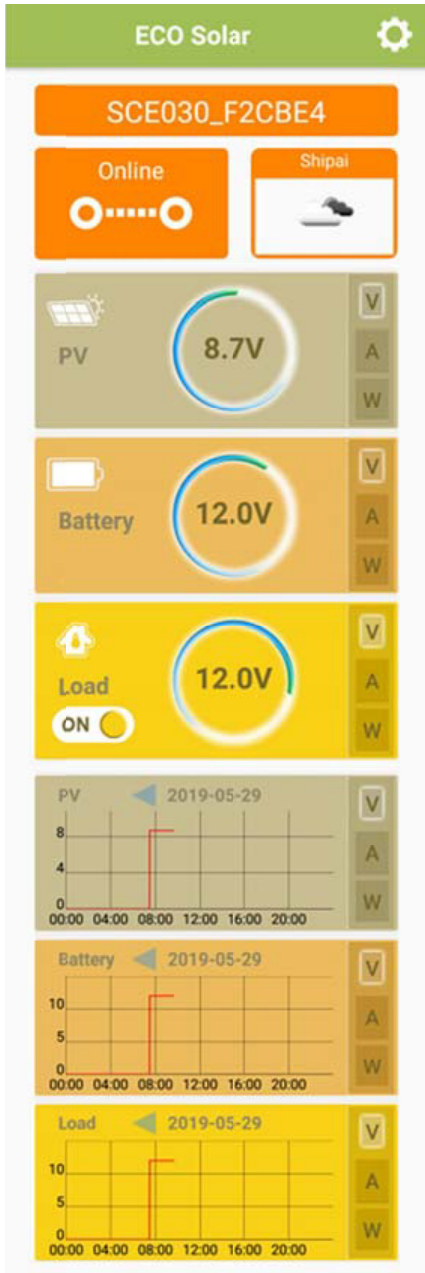 ECO Solar
SCE030_F2CBE4
Online
Shipai
PV
8.7V
V
A
W
Battery
12.0V
V
A
W
Load
12.0V
ON
V
A
W
PV 2019-05-29
8
4
0
00:00 04:00 08:00 12:00 16:00 20:00
V
A
W
Battery 2019-05-29
10
5
0
00:00 04:00 08:00 12:00 16:00 20:00
V
A
W
Load 2019-05-29
10
5
0
00:00 04:00 08:00 12:00 16:00 20:00
V
A
W